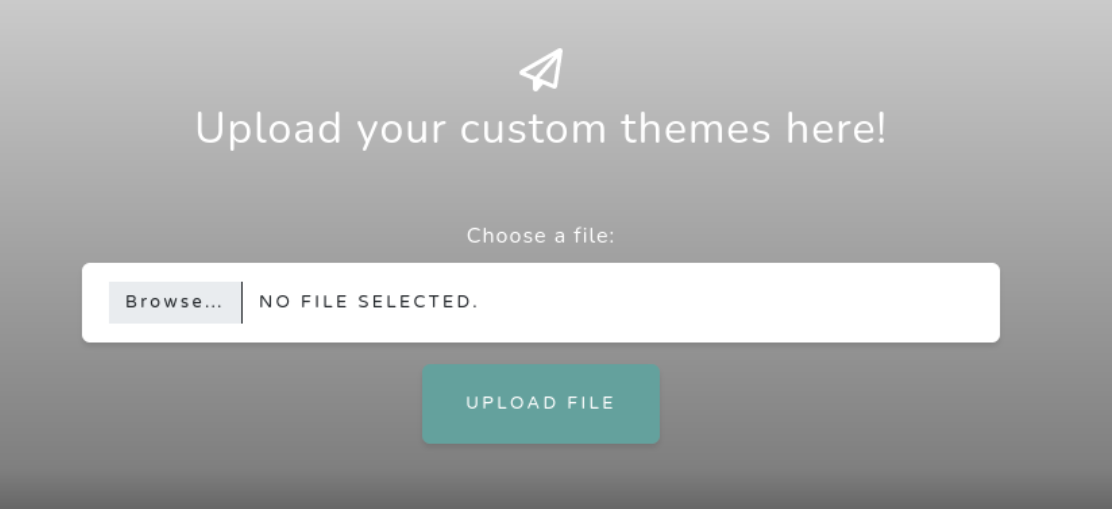 Upload your custom themes here!
Choose a file:
Browse... NO FILE SELECTED.
UPLOAD FILE